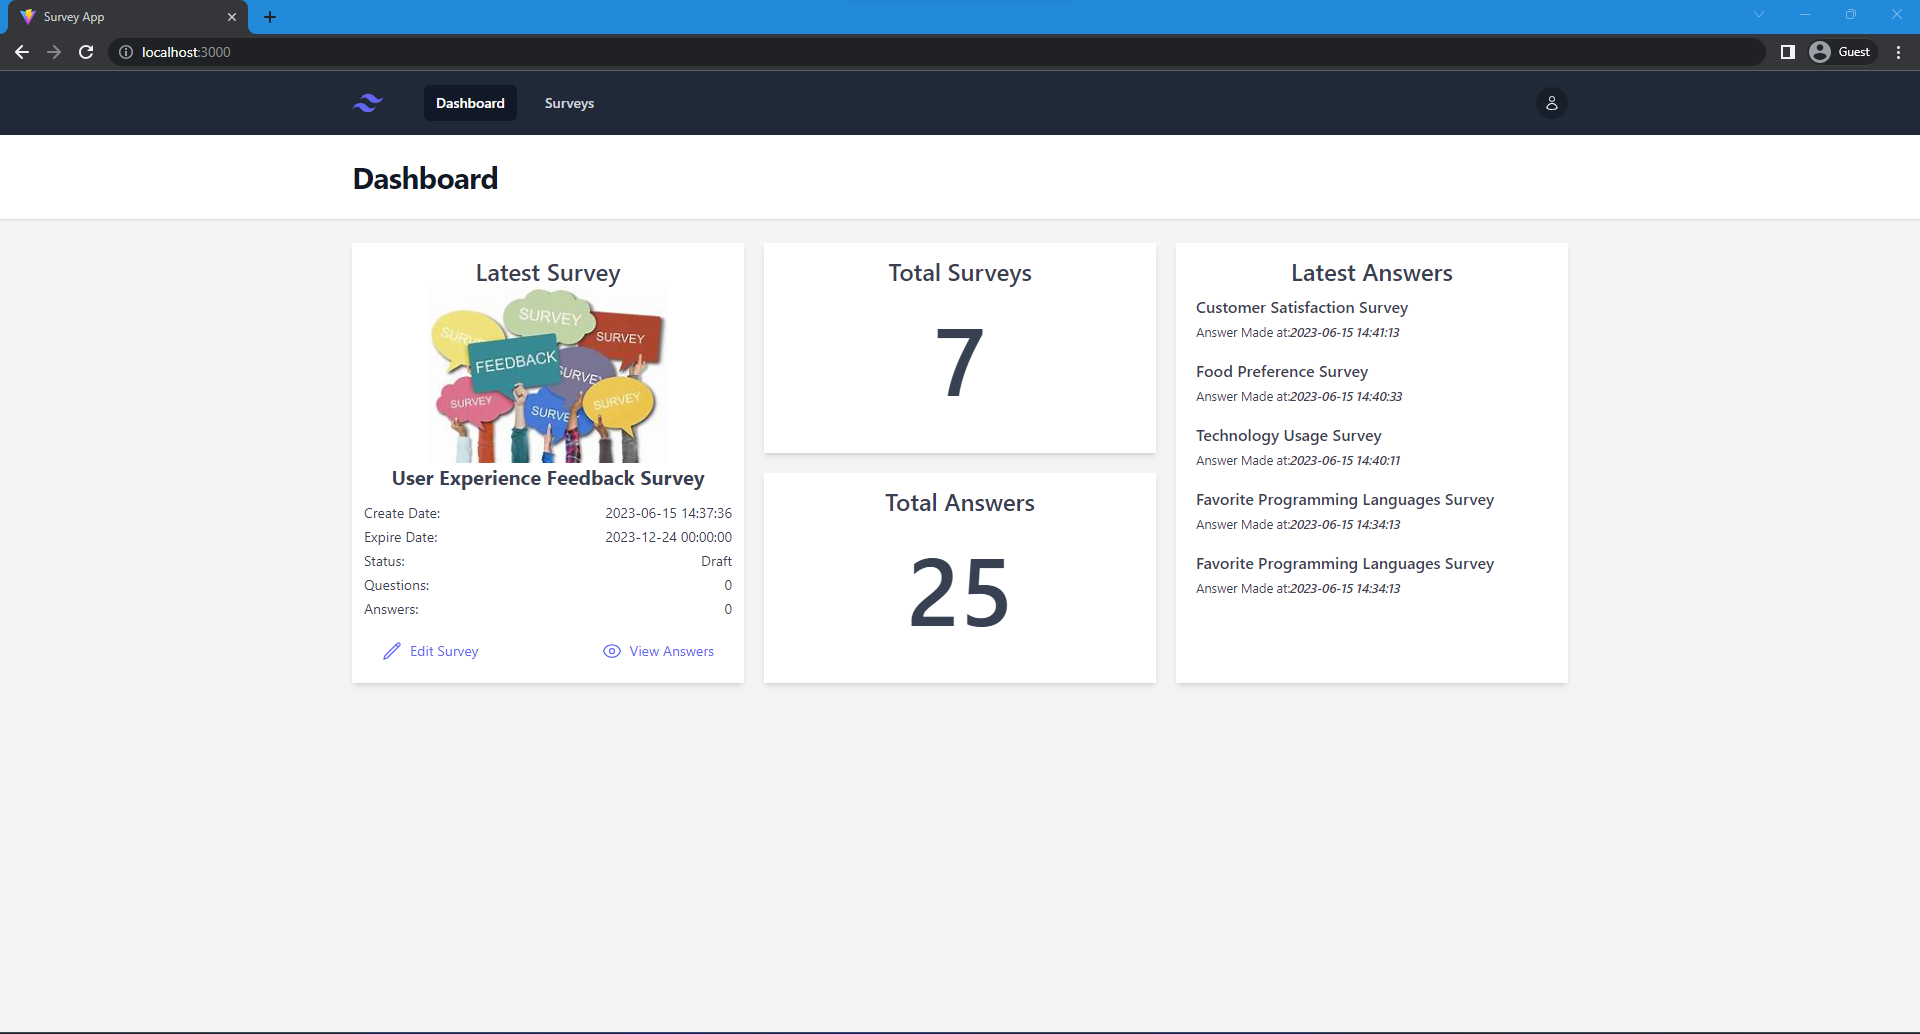 Survey App
localhost:3000
Guest
Dashboard
Surveys
Dashboard
Latest Survey
SURVEY
SURVEY
SURVEY
FEEDBACK
SURVEY
SURVEY
SURVEY
SURVEY
User Experience Feedback Survey
Create Date: 2023-06-15 14:37:36
Expire Date: 2023-12-24 00:00:00
Status: Draft
Questions: 0
Answers: 0
Edit Survey
View Answers
Total Surveys
7
Total Answers
25
Latest Answers
Customer Satisfaction Survey
Answer Made at:2023-06-15 14:41:13
Food Preference Survey
Answer Made at:2023-06-15 14:40:33
Technology Usage Survey
Answer Made at:2023-06-15 14:40:11
Favorite Programming Languages Survey
Answer Made at:2023-06-15 14:34:13
Favorite Programming Languages Survey
Answer Made at:2023-06-15 14:34:13